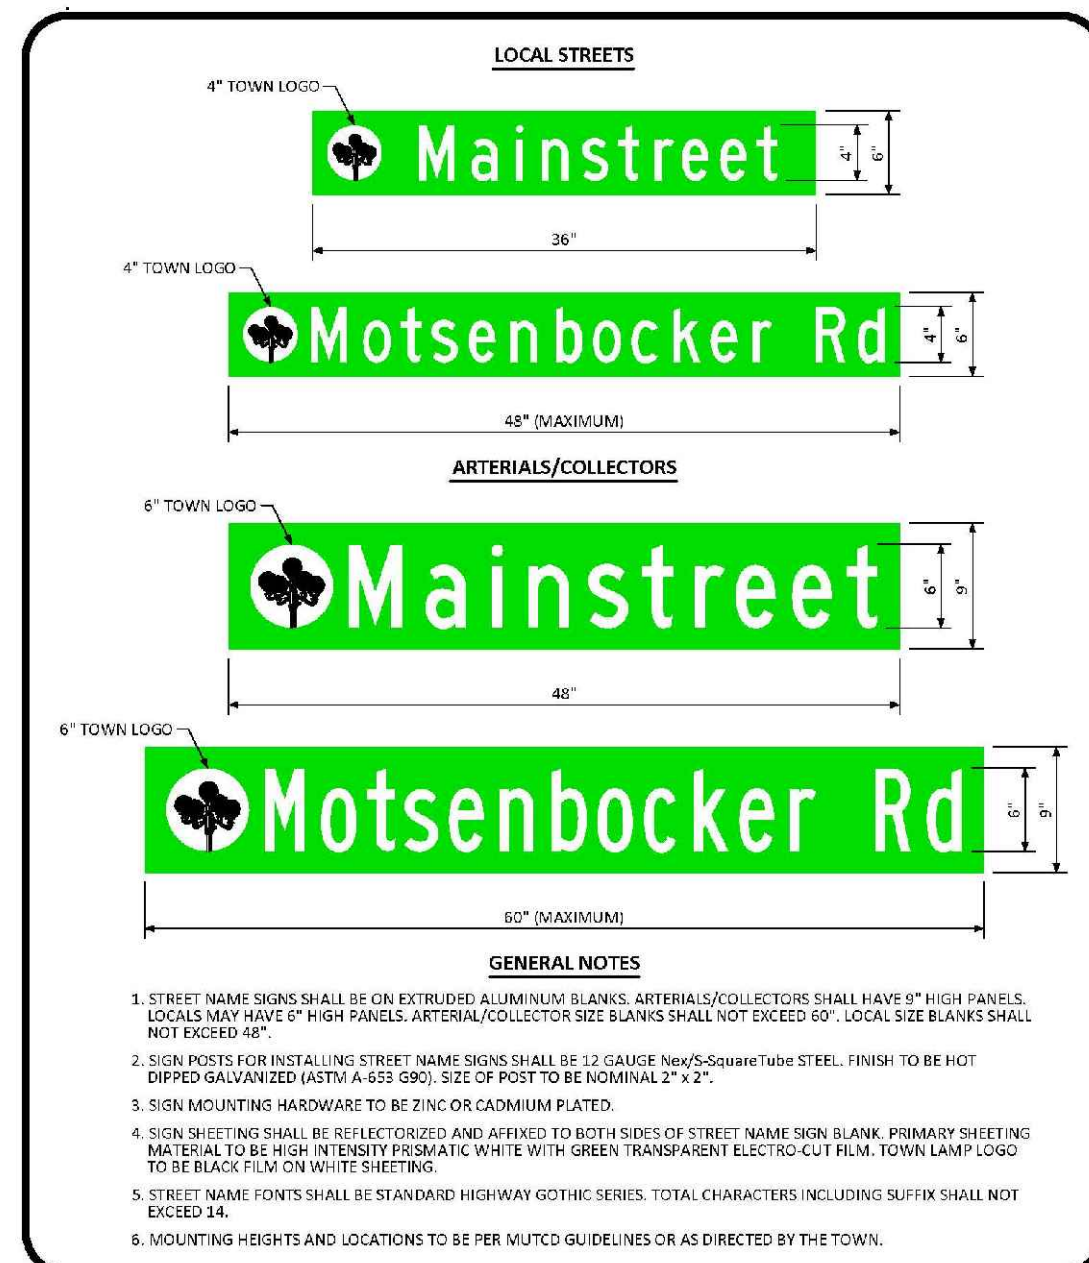 LOCAL STREETS
4" TOWN LOGO
Mainstreet
4"
6"
36"
4" TOWN LOGO
Motsenbocker Rd
4"
6"
48" (MAXIMUM)
ARTERIALS/COLLECTORS
6" TOWN LOGO
Mainstreet
6"
9"
48"
6" TOWN LOGO
Motsenbocker Rd
6"
9"
60" (MAXIMUM)
GENERAL NOTES
1. STREET NAME SIGNS SHALL BE ON EXTRUDED ALUMINUM BLANKS. ARTERIALS/COLLECTORS SHALL HAVE 9" HIGH PANELS.
LOCALS MAY HAVE 6" HIGH PANELS. ARTERIAL/COLLECTOR SIZE BLANKS SHALL NOT EXCEED 60". LOCAL SIZE BLANKS SHALL
NOT EXCEED 48".
2. SIGN POSTS FOR INSTALLING STREET NAME SIGNS SHALL BE 12 GAUGE Nex/S-SquareTube STEEL. FINISH TO BE HOT
DIPPED GALVANIZED (ASTM A-653 G90). SIZE OF POST TO BE NOMINAL 2" x 2".
3. SIGN MOUNTING HARDWARE TO BE ZINC OR CADMIUM PLATED.
4. SIGN SHEETING SHALL BE REFLECTORIZED AND AFFIXED TO BOTH SIDES OF STREET NAME SIGN BLANK. PRIMARY SHEETING
MATERIAL TO BE HIGH INTENSITY PRISMATIC WHITE WITH GREEN TRANSPARENT ELECTRO-CUT FILM. TOWN LAMP LOGO
TO BE BLACK FILM ON WHITE SHEETING.
5. STREET NAME FONTS SHALL BE STANDARD HIGHWAY GOTHIC SERIES. TOTAL CHARACTERS INCLUDING SUFFIX SHALL NOT
EXCEED 14.
6. MOUNTING HEIGHTS AND LOCATIONS TO BE PER MUTCD GUIDELINES OR AS DIRECTED BY THE TOWN.